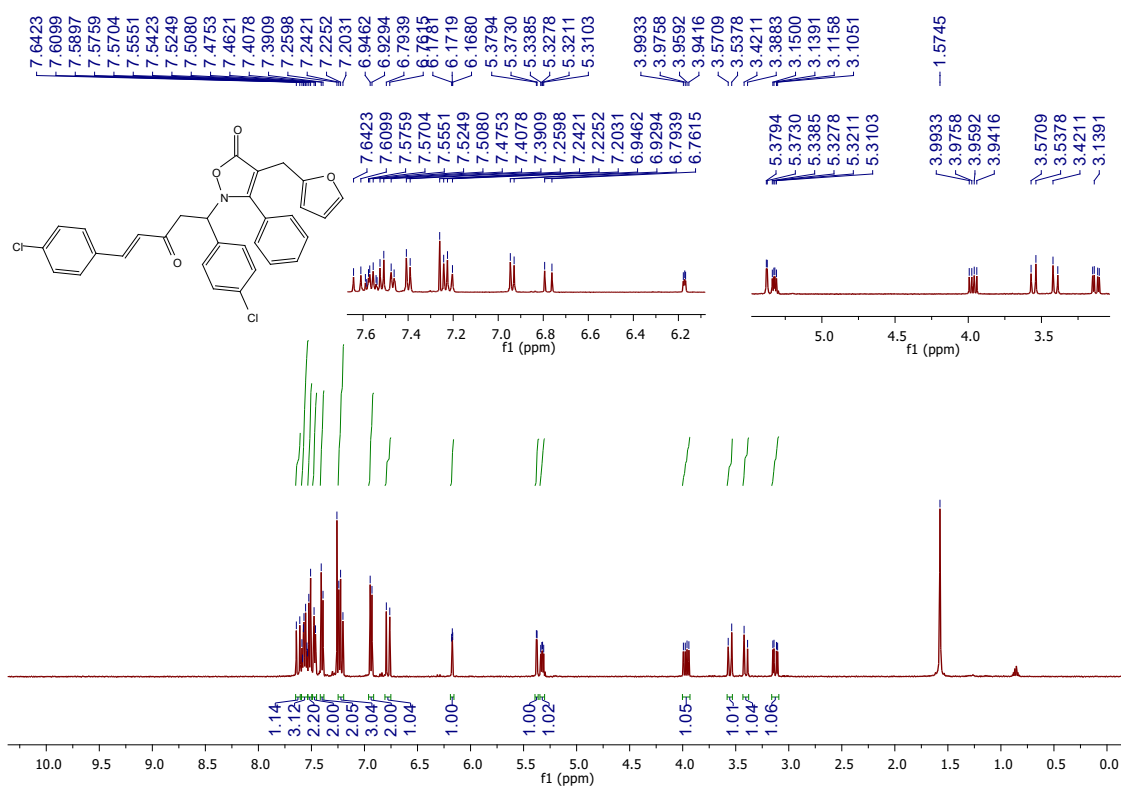 7.6423 7.6099 7.5897 7.5759 7.5704 7.5551 7.5423 7.5249 7.5080 7.4753 7.4621 7.4078 7.3909 7.2598 7.2421 7.2252 7.2031 6.9462 6.9294 6.7939 6.7615 6.1781 6.1719 6.1680 5.3794 5.3730 5.3385 5.3278 5.3211 5.3103 3.9933 3.9758 3.9592 3.9416 3.5709 3.5378 3.4211 3.3883 3.1500 3.1391 3.1158 3.1051 1.5745
7.6423 7.6099 7.5759 7.5704 7.5551 7.5249 7.5080 7.4753 7.4078 7.3909 7.2598 7.2421 7.2252 7.2031 6.9462 6.9294 6.7939 6.7615
5.3794 5.3730 5.3385 5.3278 5.3211 5.3103 3.9933 3.9758 3.9592 3.9416 3.5709 3.5378 3.4211 3.1391
O
O
O
N
Cl
O
Cl
7.6 7.4 7.2 7.0 6.8 6.6 6.4 6.2
f1 (ppm)
5.0 4.5 4.0 3.5
f1 (ppm)
1.14 3.12 2.20 2.00 2.05 3.04 2.00 1.04 1.00 1.00 1.02 1.05 1.01 1.04 1.06
10.0 9.5 9.0 8.5 8.0 7.5 7.0 6.5 6.0 5.5 5.0 4.5 4.0 3.5 3.0 2.5 2.0 1.5 1.0 0.5 0.0
f1 (ppm)